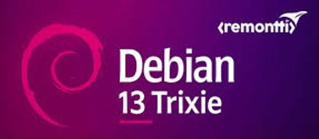 ‹remontti›
Debian
13 Trixie